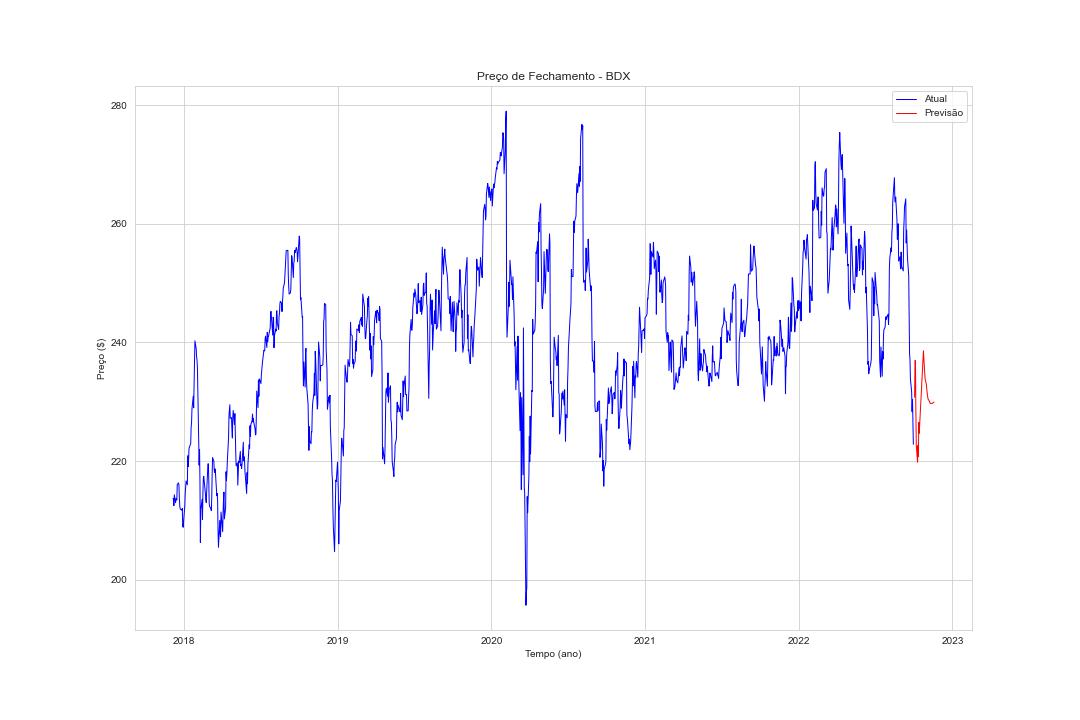 Preço de Fechamento - BDX
Atual
Previsão
280
260
240
220
200
Preço ($)
2018 2019 2020 2021 2022 2023
Tempo (ano)